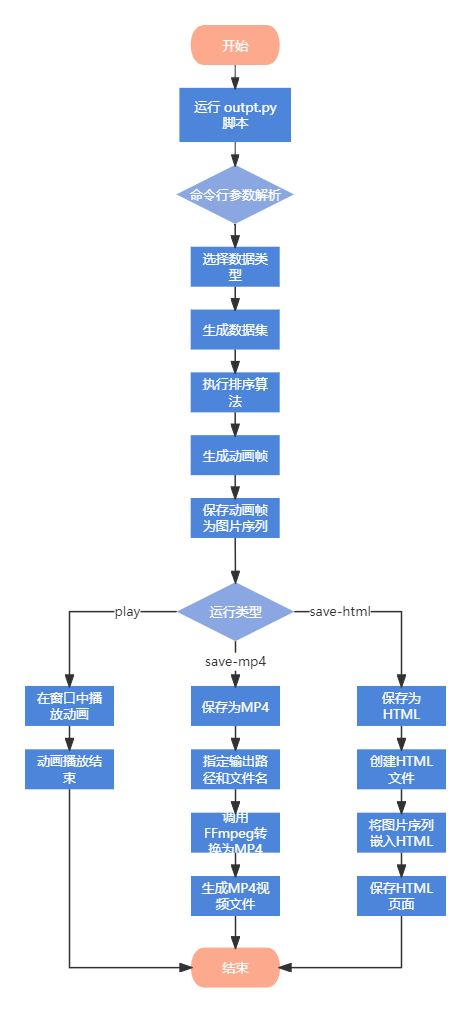 开始
运行 outpt.py
脚本
命令行参数解析
选择数据类
型
生成数据集
执行排序算
法
生成动画帧
保存动画帧
为图片序列
运行类型
play
save-mp4
save-html
在窗口中播
放动画
动画播放结
束
保存为MP4
指定输出路
径和文件名
调用
FFmpeg转
换为MP4
生成MP4视
频文件
保存为
HTML
创建HTML
文件
将图片序列
嵌入HTML
保存HTML
页面
结束